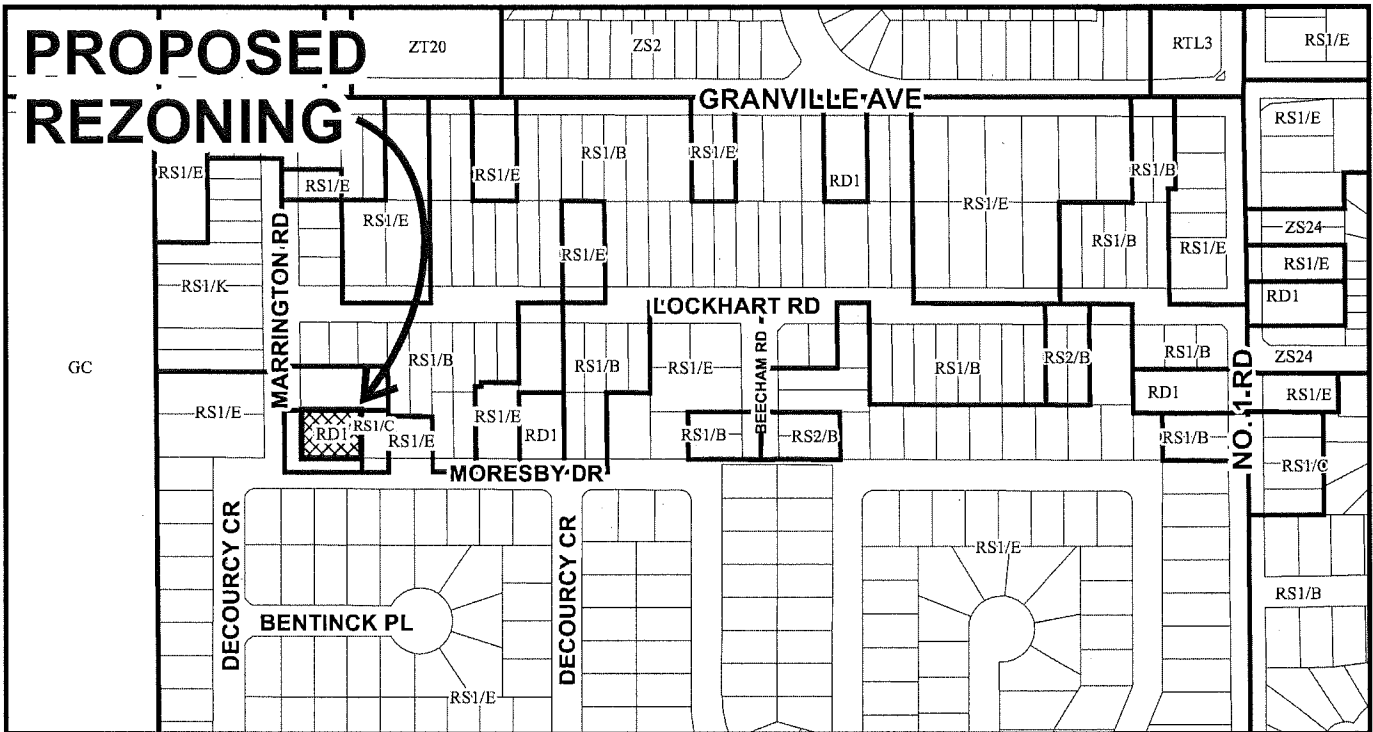 PROPOSED
REZONING
ZT20
ZS2
RTL3
RS1/E
GRANVILLE AVE
RS1/E
RS1/E
RS1/E
RS1/E
RS1/B
RS1/E
RD1
RS1/B
RS1/E
RS1/E
RS1/E
RS1/B
RS1/E
ZS24
RS1/E
RS1/E
RD1
MARRINGTON RD
RS1/K
LOCKHART RD
BEECHAM RD
GC
RS1/B
RS1/B
RS1/E
RS1/B
RS2/B
RS1/B
ZS24
NO. 1 RD
RS1/E
RD1
RS1/C
RS1/E
RS1/E
RD1
RS1/B
RS2/B
RD1
RS1/E
RS1/B
RS1/C
MORESBY DR
DECOURCY CR
DECOURCY CR
BENTINCK PL
RS1/E
RS1/E
RS1/B